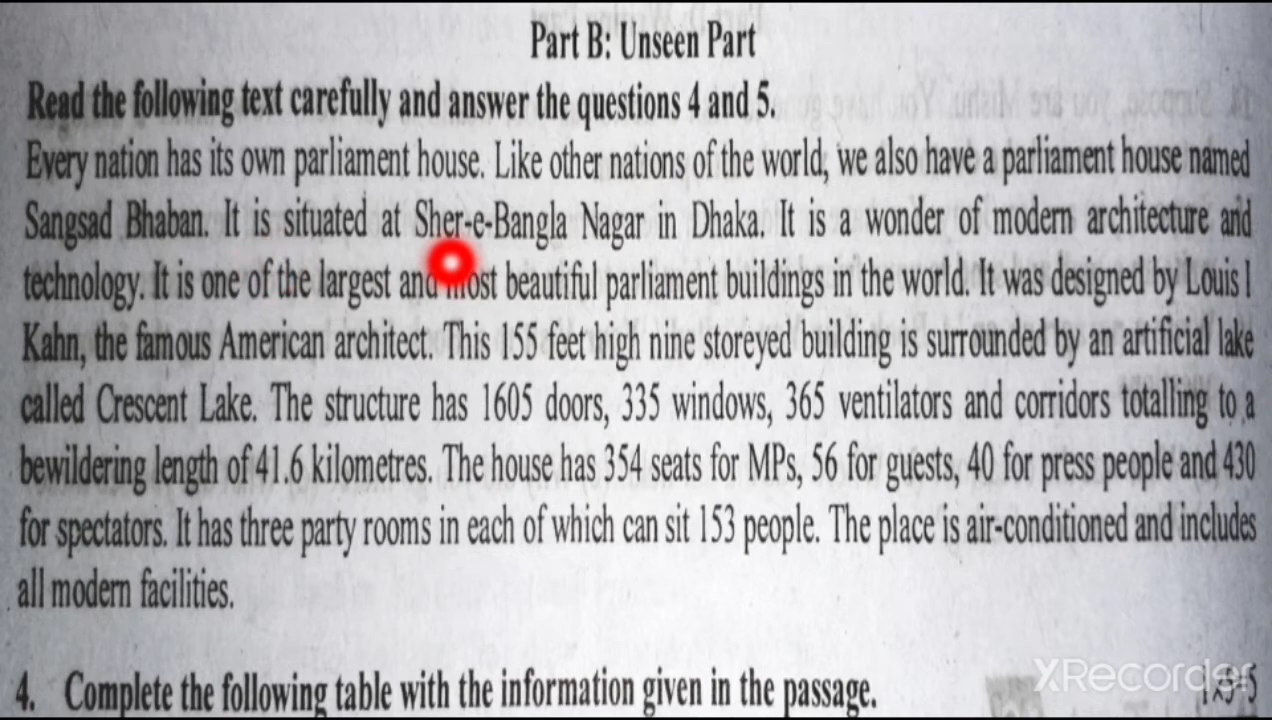 Part B: Unseen Part
Read the following text carefully and answer the questions 4 and 5.
Every nation has its own parliament house. Like other nations of the world, we also have a parliament house named
Sangsad Bhaban. It is situated at Sher-e-Bangla Nagar in Dhaka. It is a wonder of modern architecture and
technology. It is one of the largest and most beautiful parliament buildings in the world. It was designed by Louis I
Kahn, the famous American architect. This 155 feet high nine storeyed building is surrounded by an artificial lake
called Crescent Lake. The structure has 1605 doors, 335 windows, 365 ventilators and corridors totalling to a
bewildering length of 41.6 kilometres. The house has 354 seats for MPs, 56 for guests, 40 for press people and 430
for spectators. It has three party rooms in each of which can sit 153 people. The place is air-conditioned and includes
all modern facilities.
4. Complete the following table with the information given in the passage. 1×5=5
XRecorder